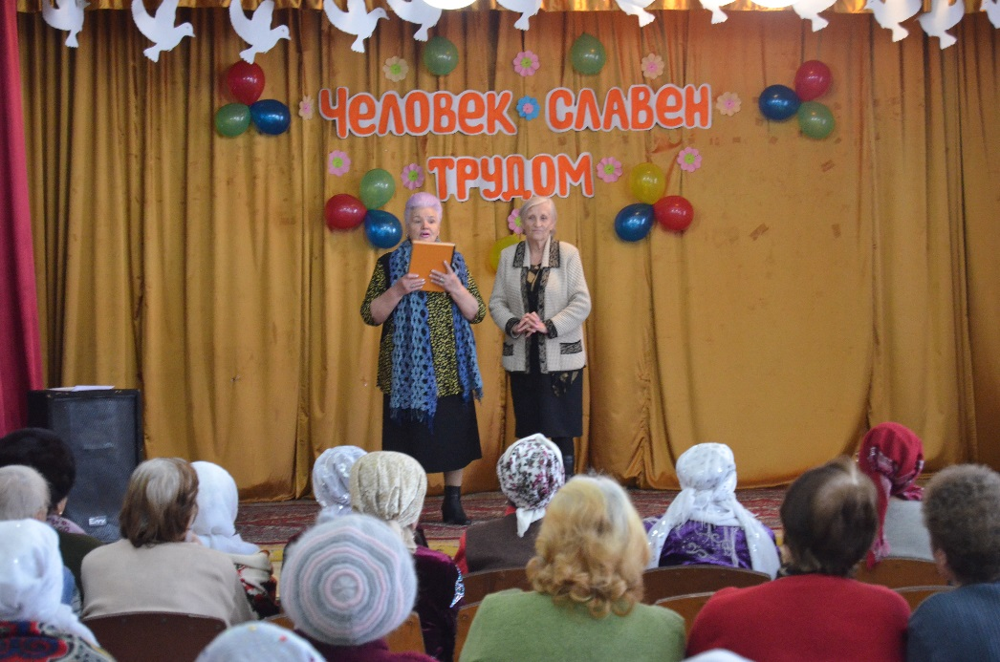 Человек славен
трудом